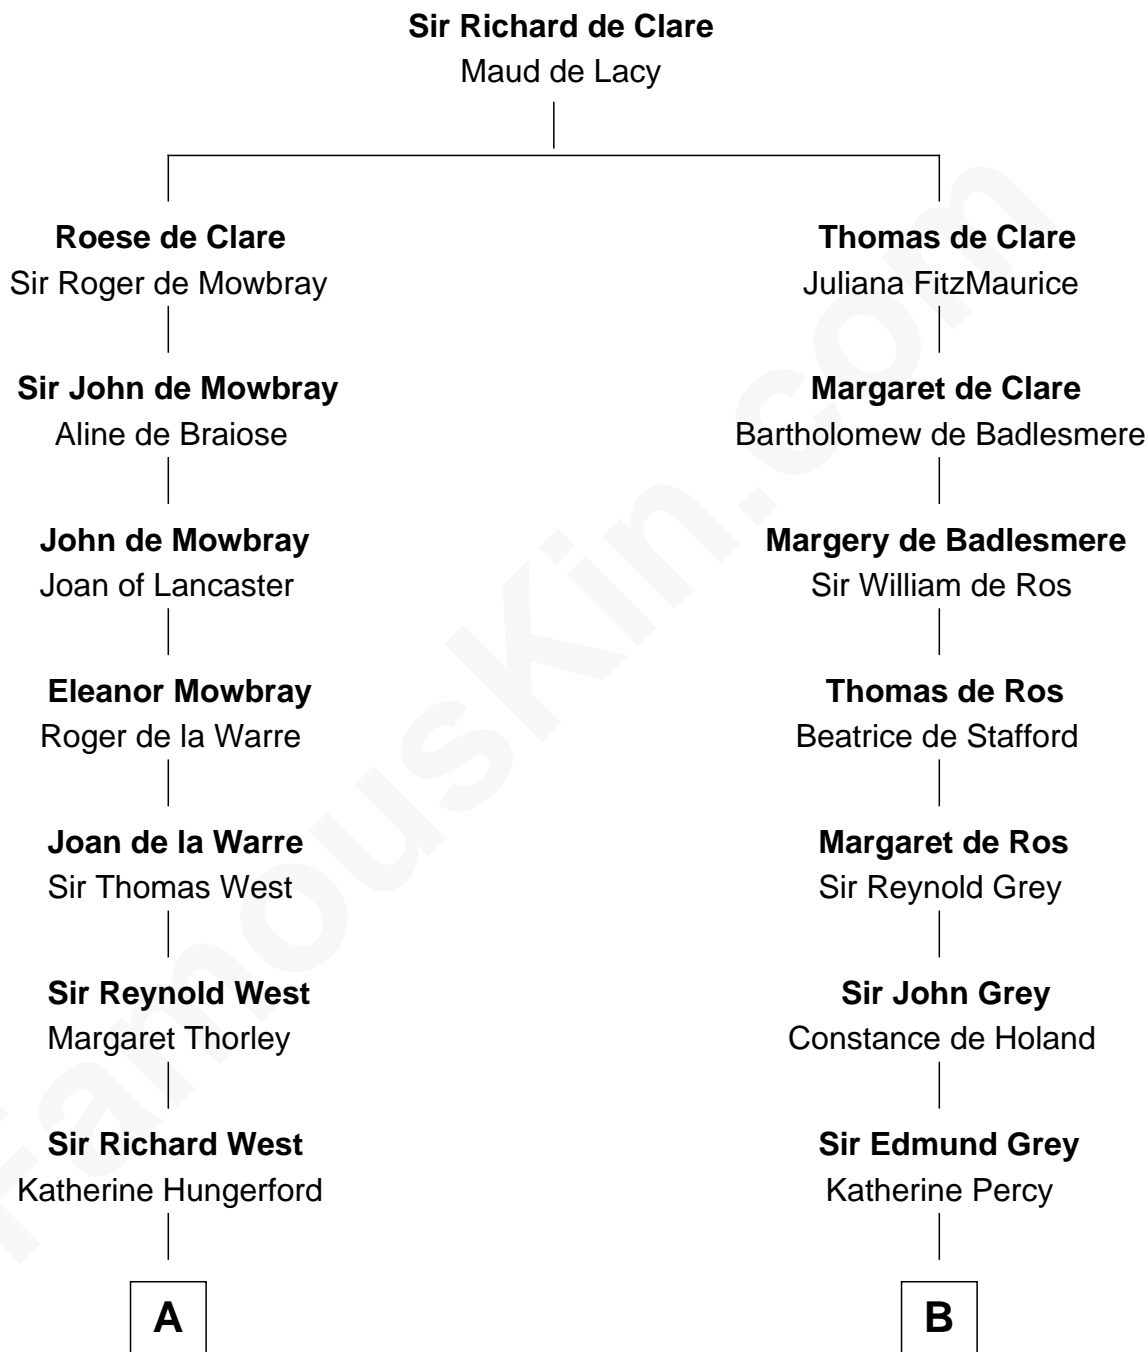 Sir Richard de Clare
Maud de Lacy
Roese de Clare
Sir Roger de Mowbray
Thomas de Clare
Juliana FitzMaurice
Sir John de Mowbray
Aline de Braiose
Margaret de Clare
Bartholomew de Badlesmere
John de Mowbray
Joan of Lancaster
Margery de Badlesmere
Sir William de Ros
Eleanor Mowbray
Roger de la Warre
Thomas de Ros
Beatrice de Stafford
Joan de la Warre
Sir Thomas West
Margaret de Ros
Sir Reynold Grey
Sir Reynold West
Margaret Thorley
Sir John Grey
Constance de Holand
Sir Richard West
Katherine Hungerford
Sir Edmund Grey
Katherine Percy
A
B
FamousKin.com